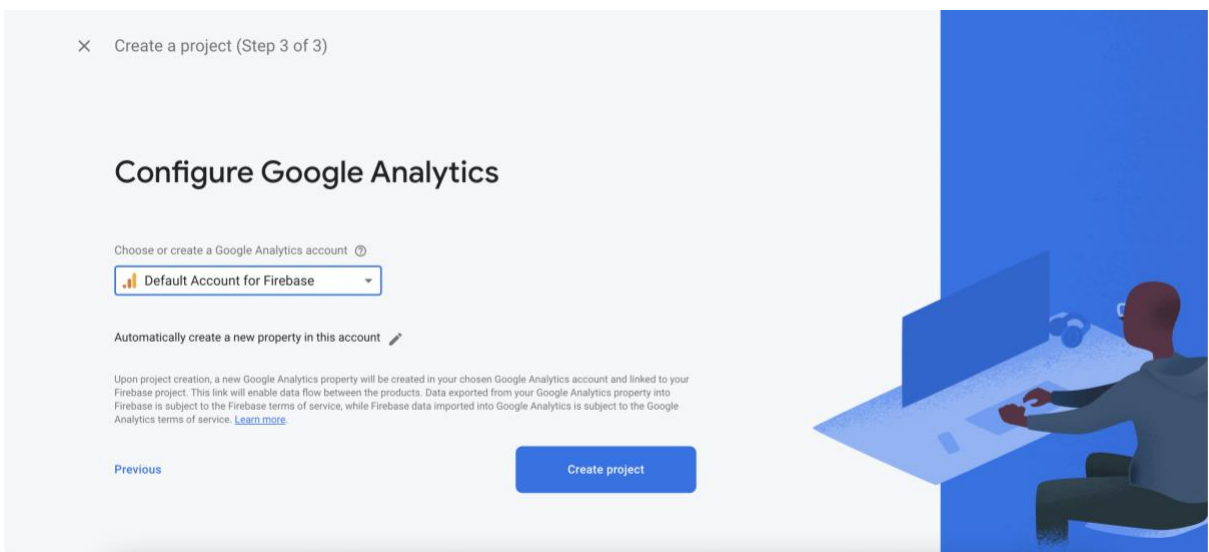 Create a project (Step 3 of 3)
Configure Google Analytics
Choose or create a Google Analytics account
Default Account for Firebase
Automatically create a new property in this account
Upon project creation, a new Google Analytics property will be created in your chosen Google Analytics account and linked to your
Firebase project. This link will enable data flow between the products. Data exported from your Google Analytics property into
Firebase is subject to the Firebase terms of service, while Firebase data imported into Google Analytics is subject to the Google
Analytics terms of service. Learn more.
Previous
Create project